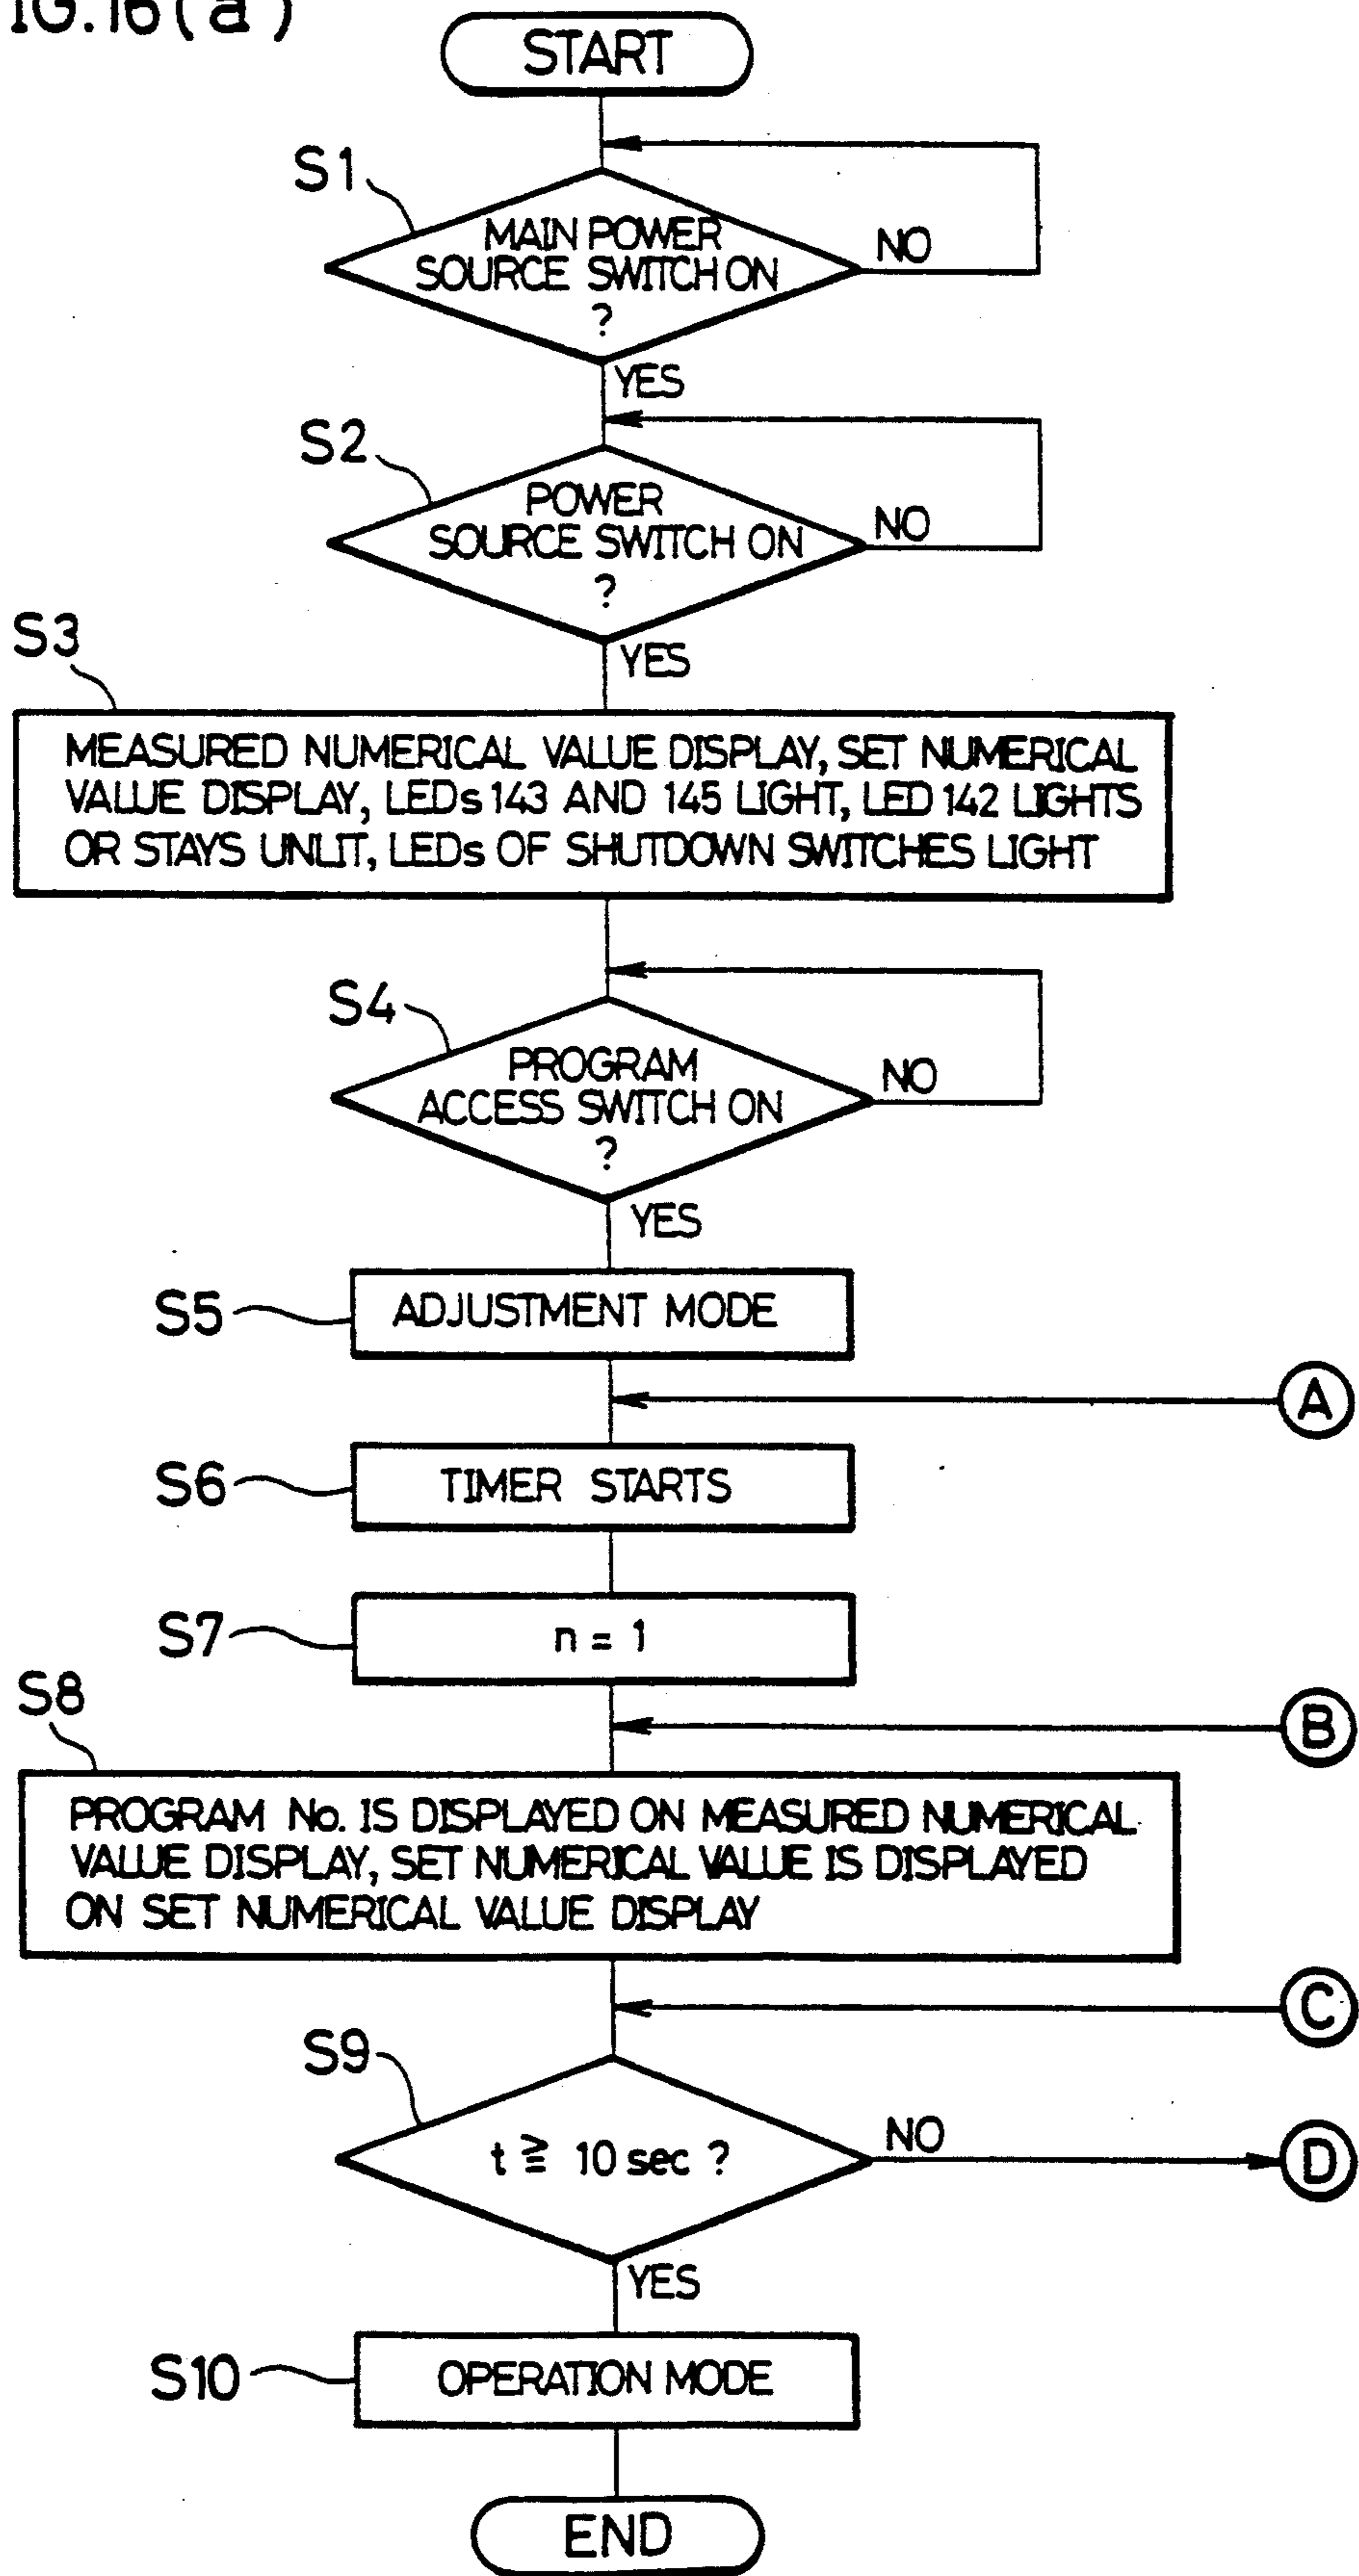 IG.16(a)
START
S1
MAIN POWER
SOURCE SWITCH ON
?
NO
YES
S2
POWER
SOURCE SWITCH ON
?
NO
YES
S3
MEASURED NUMERICAL VALUE DISPLAY, SET NUMERICAL
VALUE DISPLAY, LEDs 143 AND 145 LIGHT, LED 142 LIGHTS
OR STAYS UNLIT, LEDs OF SHUTDOWN SWITCHES LIGHT
S4
PROGRAM
ACCESS SWITCH ON
?
NO
YES
S5
ADJUSTMENT MODE
A
S6
TIMER STARTS
S7
n = 1
B
S8
PROGRAM No. IS DISPLAYED ON MEASURED NUMERICAL
VALUE DISPLAY, SET NUMERICAL VALUE IS DISPLAYED
ON SET NUMERICAL VALUE DISPLAY
C
S9
t ≧ 10 sec ?
NO
D
YES
S10
OPERATION MODE
END